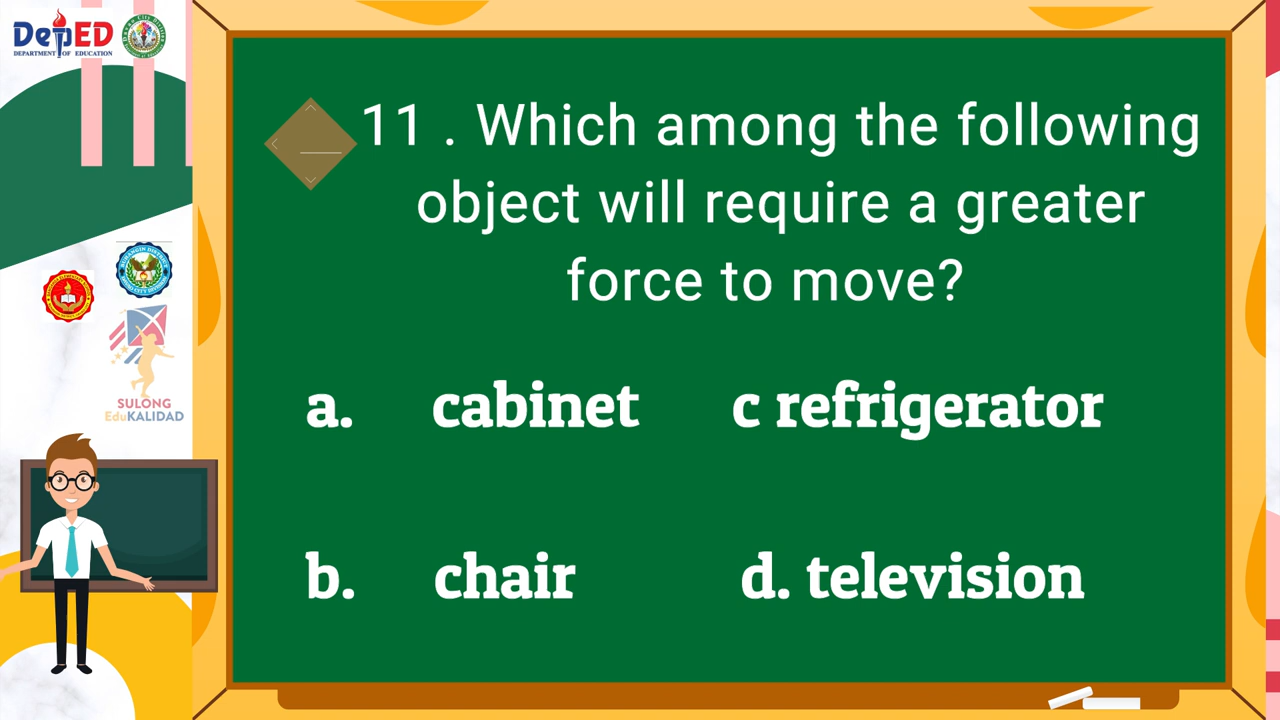 DepED
DEPARTMENT OF EDUCATION
11 . Which among the following
object will require a greater
force to move?
a. cabinet c refrigerator
b. chair d. television
SULONG
EduKALIDAD